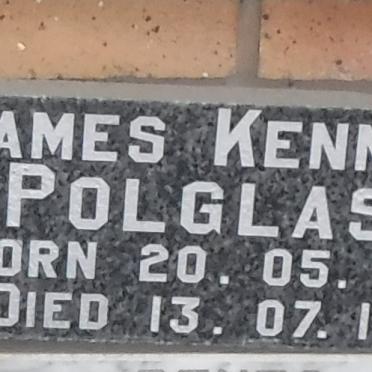 AMES KENN
POLGLAS
ORN 20. 05.
DIED 13. 07. 1